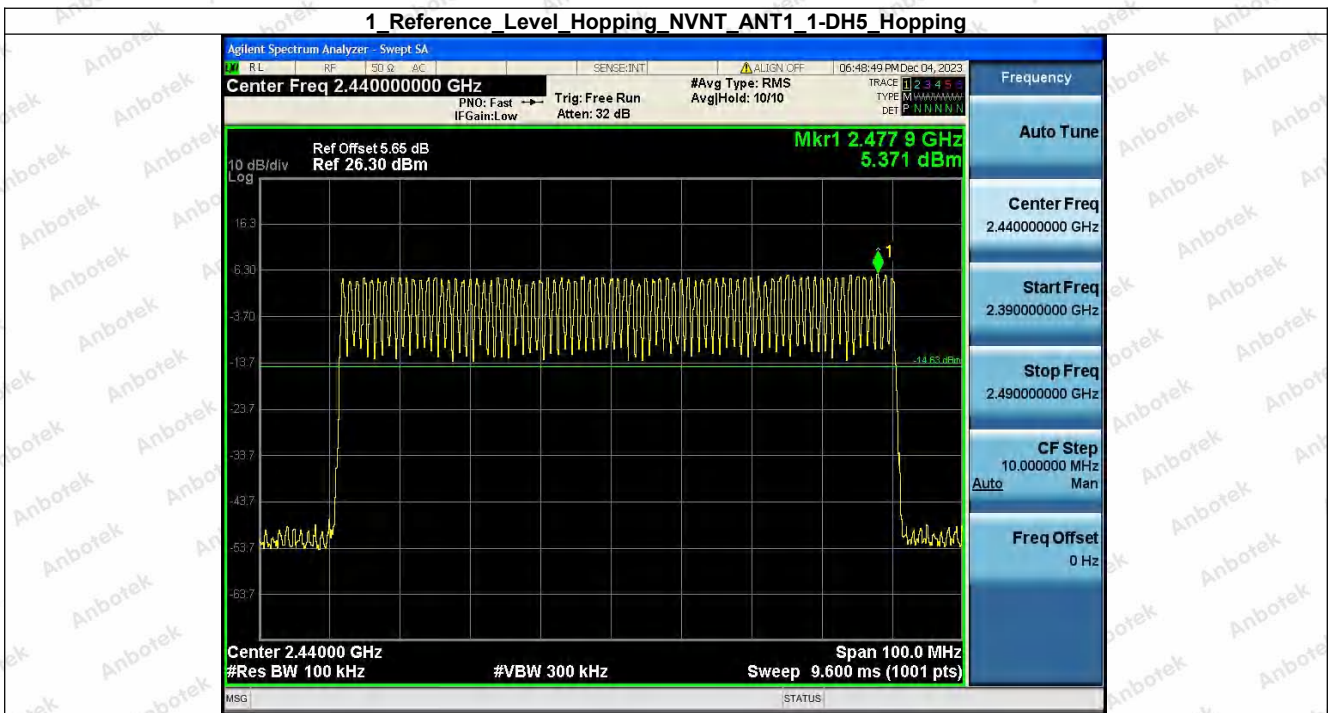 1_Reference_Level_Hopping_NVNT_ANT1_1-DH5_Hopping
Agilent Spectrum Analyzer - Swept SA
RL RF 50 Ω AC SENSE:INT ALIGN OFF 06:48:49 PM Dec 04, 2023
Center Freq 2.440000000 GHz
PNO: Fast
IFGain:Low
Trig: Free Run
Atten: 32 dB
#Avg Type: RMS
Avg|Hold: 10/10
TRACE 1 2 3 4 5 6
TYPE M WWWWW
DET P N N N N N
Ref Offset 5.65 dB
10 dB/div Ref 26.30 dBm
Log
Mkr1 2.477 9 GHz
5.371 dBm
16.3
6.30
-3.70
-13.7
-23.7
-33.7
-43.7
-53.7
-63.7
1
-14.63 dBm
Center 2.44000 GHz Span 100.0 MHz
#Res BW 100 kHz #VBW 300 kHz Sweep 9.600 ms (1001 pts)
MSG STATUS
Frequency
Auto Tune
Center Freq
2.440000000 GHz
Start Freq
2.390000000 GHz
Stop Freq
2.490000000 GHz
CF Step
10.000000 MHz
Auto Man
Freq Offset
0 Hz
Anbotek